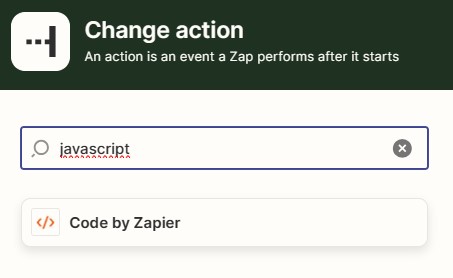 Change action
An action is an event a Zap performs after it starts
javascript
Code by Zapier